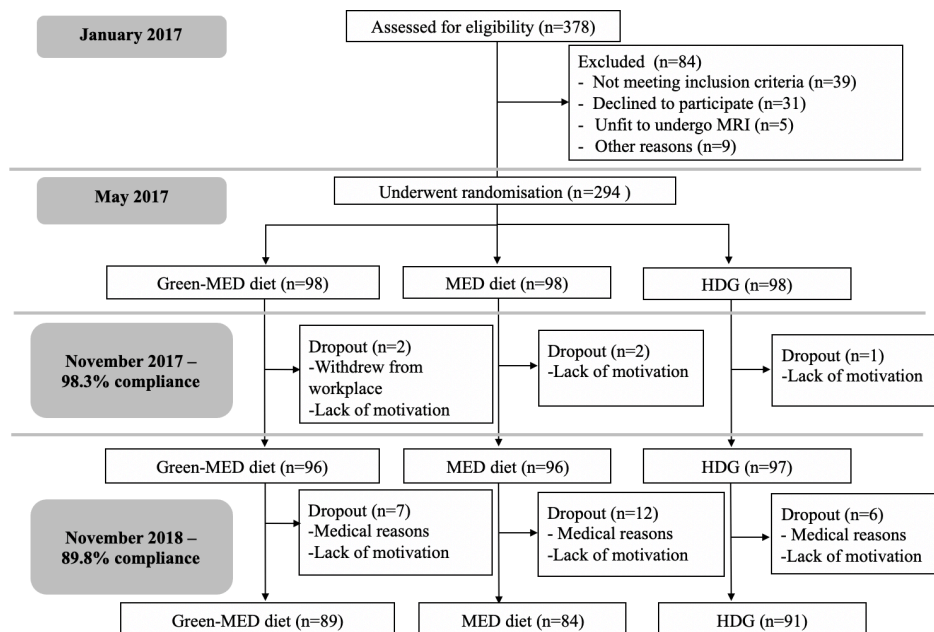 January 2017
Assessed for eligibility (n=378)
Excluded (n=84)
- Not meeting inclusion criteria (n=39)
- Declined to participate (n=31)
- Unfit to undergo MRI (n=5)
- Other reasons (n=9)
May 2017
Underwent randomisation (n=294 )
Green-MED diet (n=98)
MED diet (n=98)
HDG (n=98)
November 2017 –
98.3% compliance
Dropout (n=2)
-Withdrew from
workplace
-Lack of motivation
Dropout (n=2)
-Lack of motivation
Dropout (n=1)
-Lack of motivation
Green-MED diet (n=96)
MED diet (n=96)
HDG (n=97)
November 2018 –
89.8% compliance
Dropout (n=7)
-Medical reasons
-Lack of motivation
Dropout (n=12)
- Medical reasons
-Lack of motivation
Dropout (n=6)
- Medical reasons
-Lack of motivation
Green-MED diet (n=89)
MED diet (n=84)
HDG (n=91)